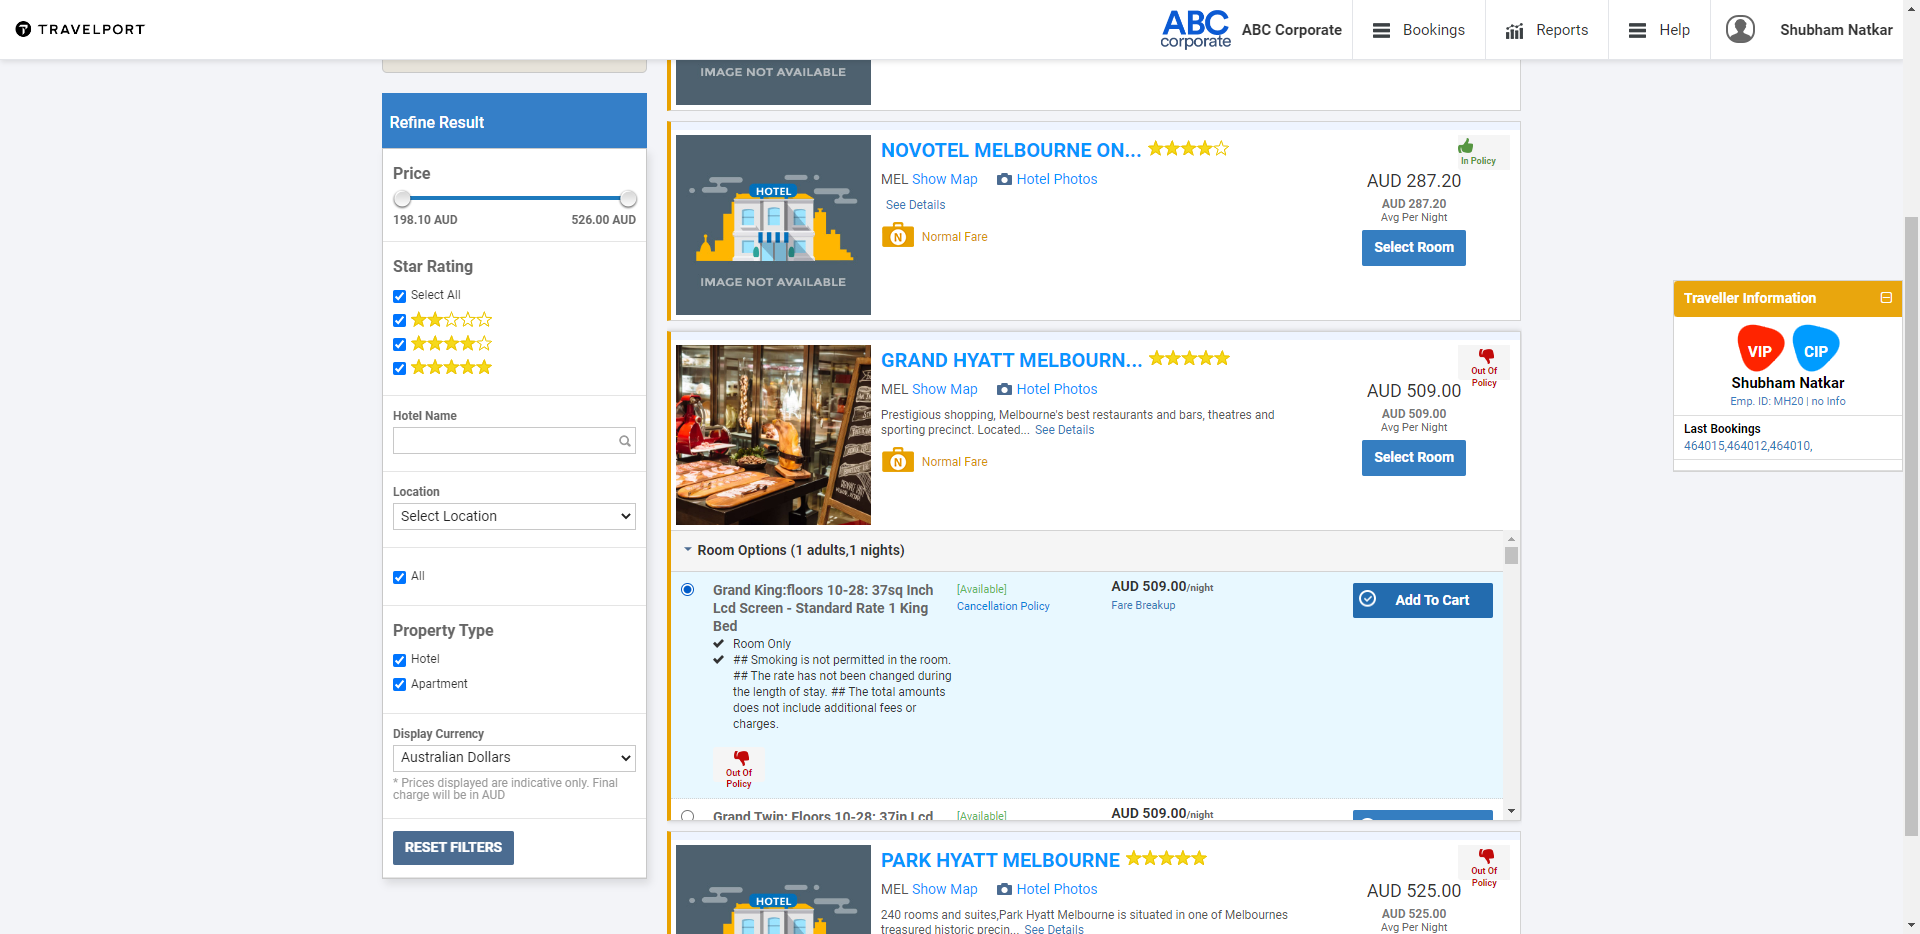 TRAVELPORT
ABC
corporate
ABC Corporate
Bookings
Reports
Help
Shubham Natkar
IMAGE NOT AVAILABLE
Refine Result
Price
198.10 AUD
526.00 AUD
Star Rating
Select All
Hotel Name
Location
Select Location
All
Property Type
Hotel
Apartment
Display Currency
Australian Dollars
* Prices displayed are indicative only. Final
charge will be in AUD
RESET FILTERS
HOTEL
IMAGE NOT AVAILABLE
NOVOTEL MELBOURNE ON...
MEL Show Map Hotel Photos
See Details
N Normal Fare
In Policy
AUD 287.20
AUD 287.20
Avg Per Night
Select Room
GRAND HYATT MELBOURN...
MEL Show Map Hotel Photos
Prestigious shopping, Melbourne's best restaurants and bars, theatres and
sporting precinct. Located... See Details
N Normal Fare
Out Of
Policy
AUD 509.00
AUD 509.00
Avg Per Night
Select Room
Room Options (1 adults,1 nights)
Grand King:floors 10-28: 37sq Inch
Lcd Screen - Standard Rate 1 King
Bed
Room Only
## Smoking is not permitted in the room.
## The rate has not been changed during
the length of stay. ## The total amounts
does not include additional fees or
charges.
Out Of
Policy
[Available]
Cancellation Policy
AUD 509.00/night
Fare Breakup
Add To Cart
Grand Twin: Floors 10-28: 37in Lcd
[Available]
AUD 509.00/night
HOTEL
PARK HYATT MELBOURNE
MEL Show Map Hotel Photos
240 rooms and suites,Park Hyatt Melbourne is situated in one of Melbournes
treasured historic precin... See Details
Out Of
Policy
AUD 525.00
AUD 525.00
Avg Per Night
Traveller Information
VIP
CIP
Shubham Natkar
Emp. ID: MH20 | no Info
Last Bookings
464015,464012,464010,